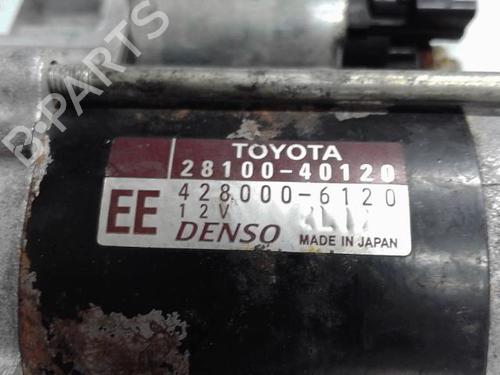 B-PARTS
TOYOTA
28100-40120
EE
428000-6120
12V
DENSO
MADE IN JAPAN